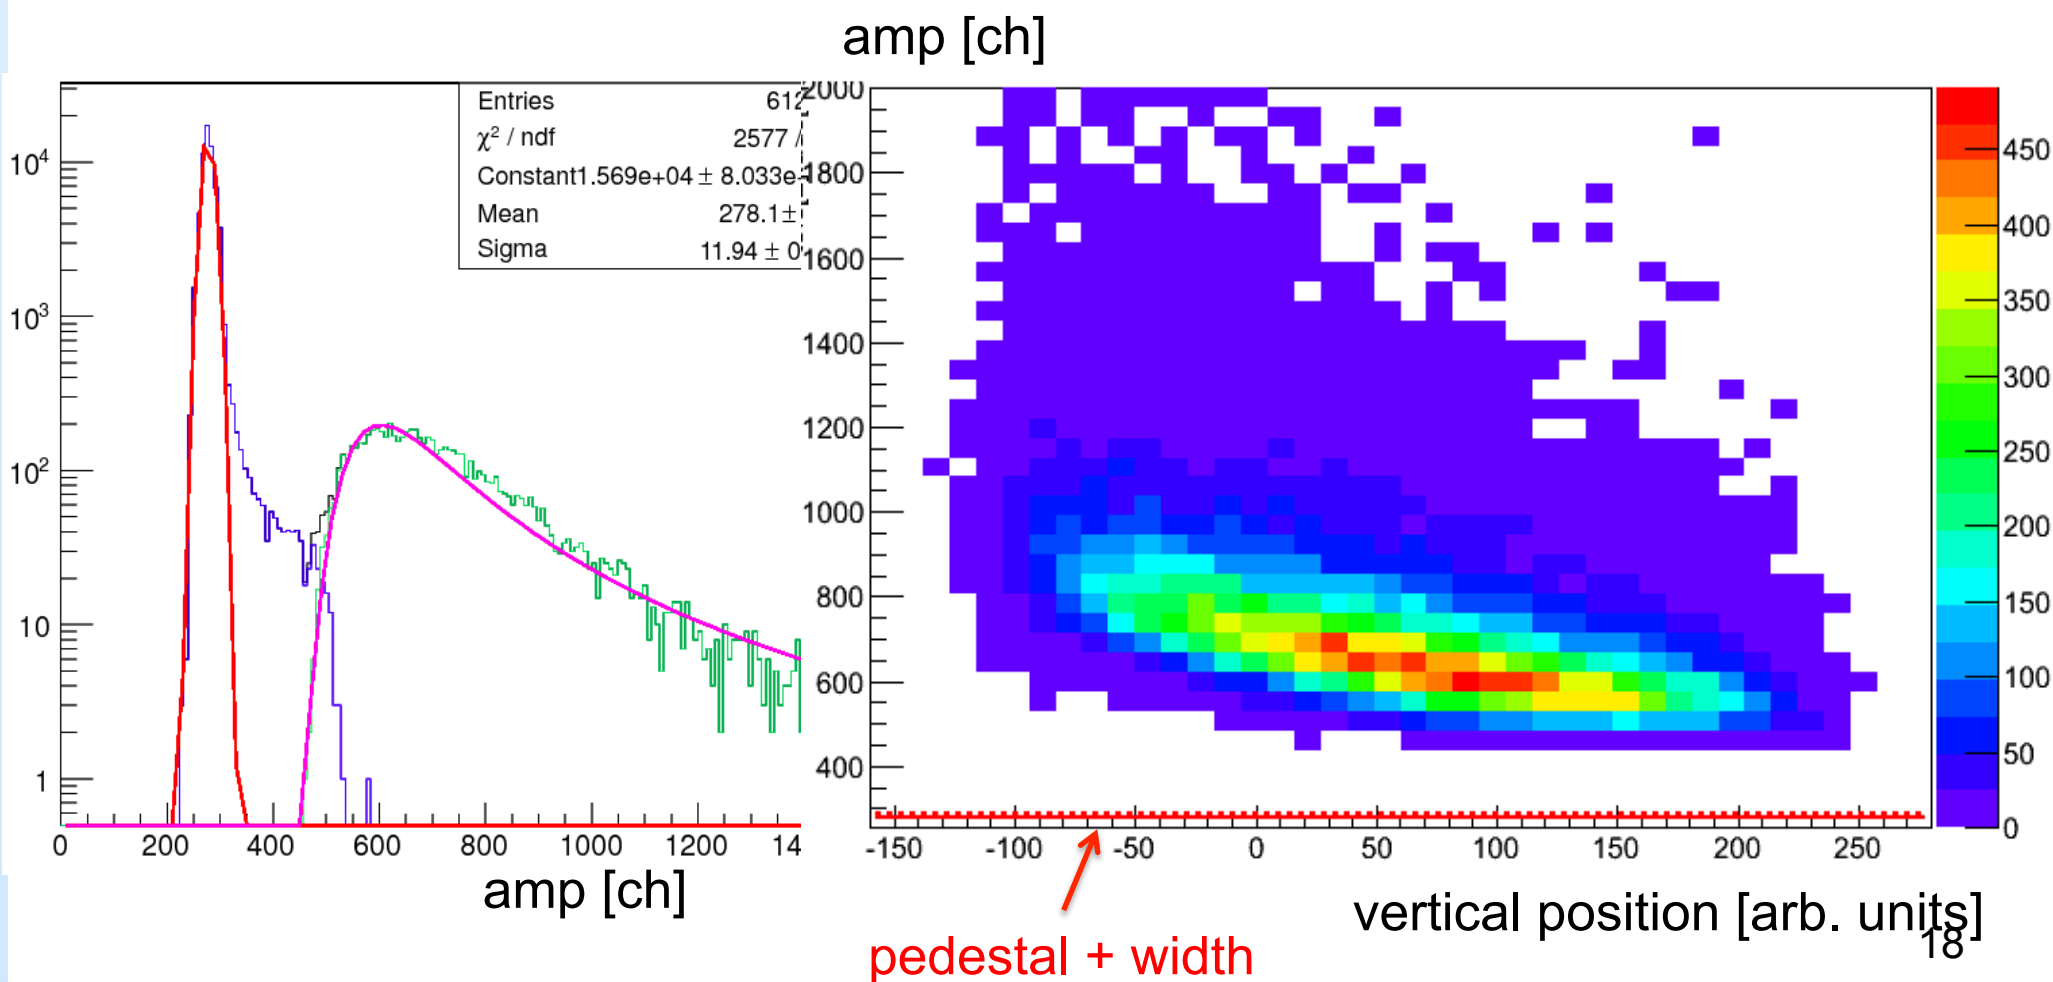 amp [ch]
Entries 612
χ² / ndf 2577 /
Constant1.569e+04 ± 8.033e-
Mean 278.1±
Sigma 11.94 ± 0
10⁴
10³
10²
10
1
0 200 400 600 800 1000 1200 14
amp [ch]
2000
1800
1600
1400
1200
1000
800
600
400
-150 -100 -50 0 50 100 150 200 250
450
400
350
300
250
200
150
100
50
0
vertical position [arb. units]
pedestal + width
18